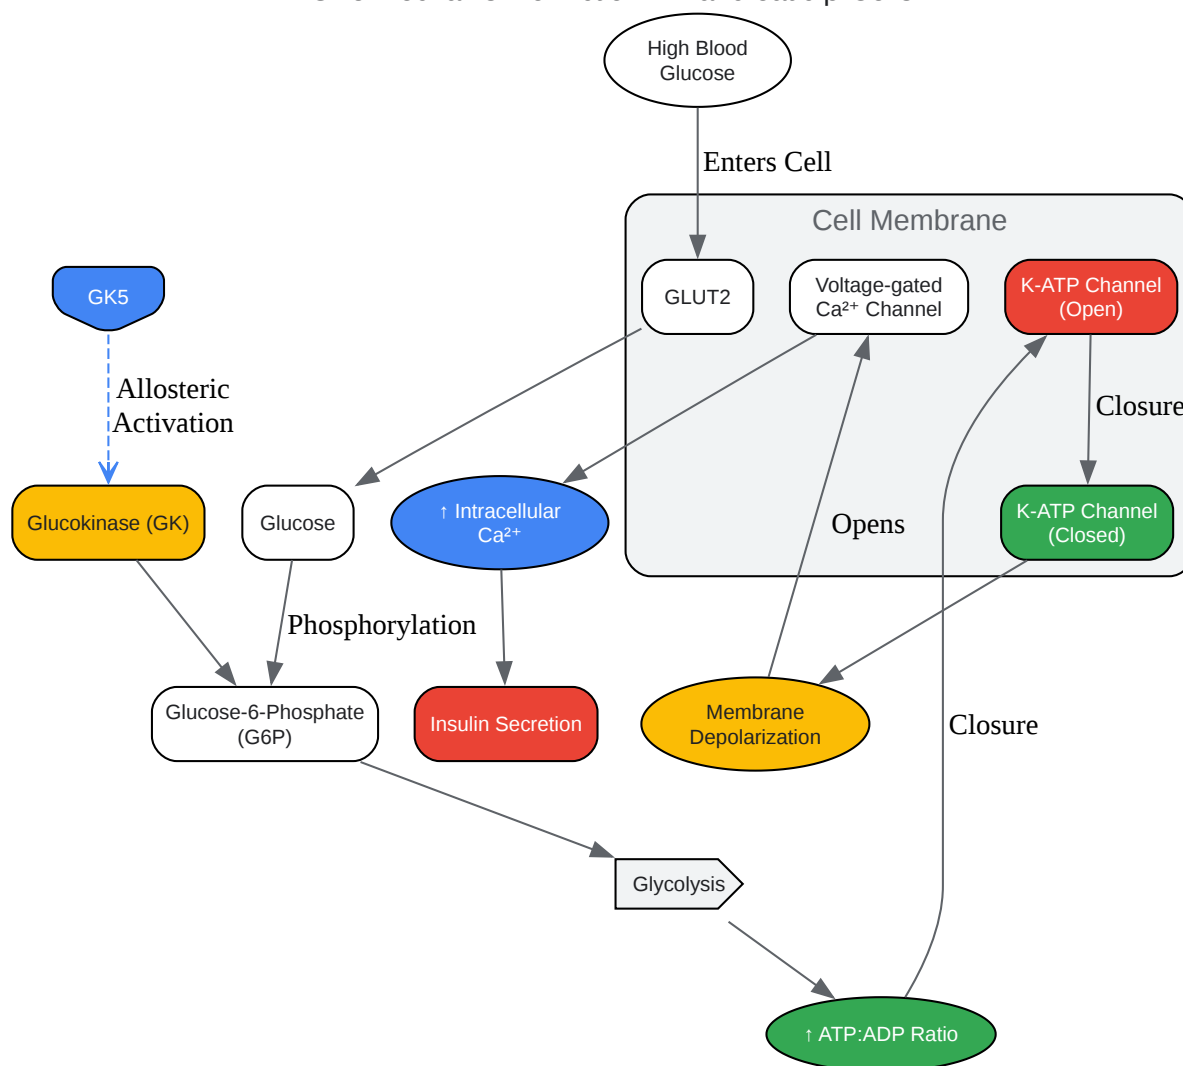 High Blood
Glucose
Enters Cell
Cell Membrane
GK5
GLUT2
Voltage-gated
Ca²⁺ Channel
K-ATP Channel
(Open)
Allosteric
Activation
Closure
Glucokinase (GK)
Glucose
↑ Intracellular
Ca²⁺
Opens
K-ATP Channel
(Closed)
Phosphorylation
Glucose-6-Phosphate
(G6P)
Insulin Secretion
Membrane
Depolarization
Closure
Glycolysis
↑ ATP:ADP Ratio